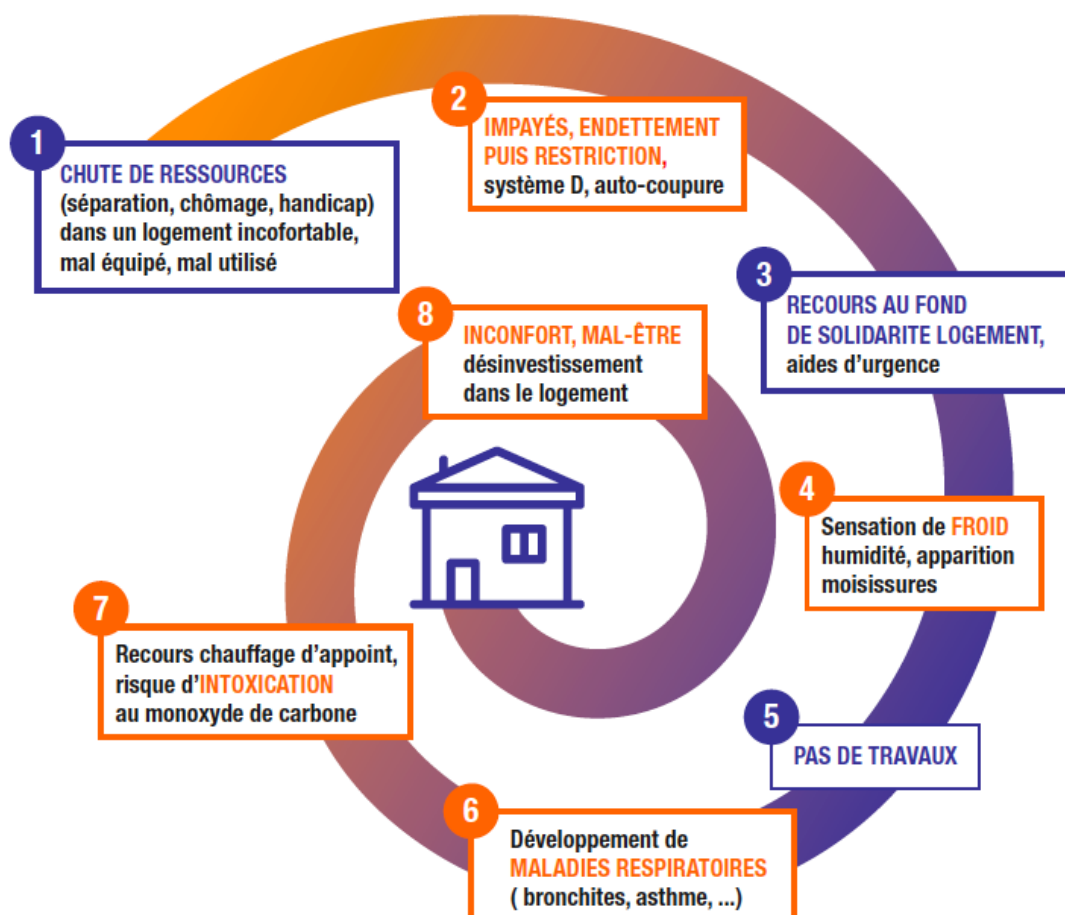 1
CHUTE DE RESSOURCES
(séparation, chômage, handicap)
dans un logement incofortable,
mal équipé, mal utilisé
2
IMPAYÉS, ENDETTEMENT
PUIS RESTRICTION,
système D, auto-coupure
3
RECOURS AU FOND
DE SOLIDARITE LOGEMENT,
aides d'urgence
4
Sensation de FROID
humidité, apparition
moisissures
5
PAS DE TRAVAUX
6
Développement de
MALADIES RESPIRATOIRES
( bronchites, asthme, ...)
7
Recours chauffage d'appoint,
risque d'INTOXICATION
au monoxyde de carbone
8
INCONFORT, MAL-ÊTRE
désinvestissement
dans le logement